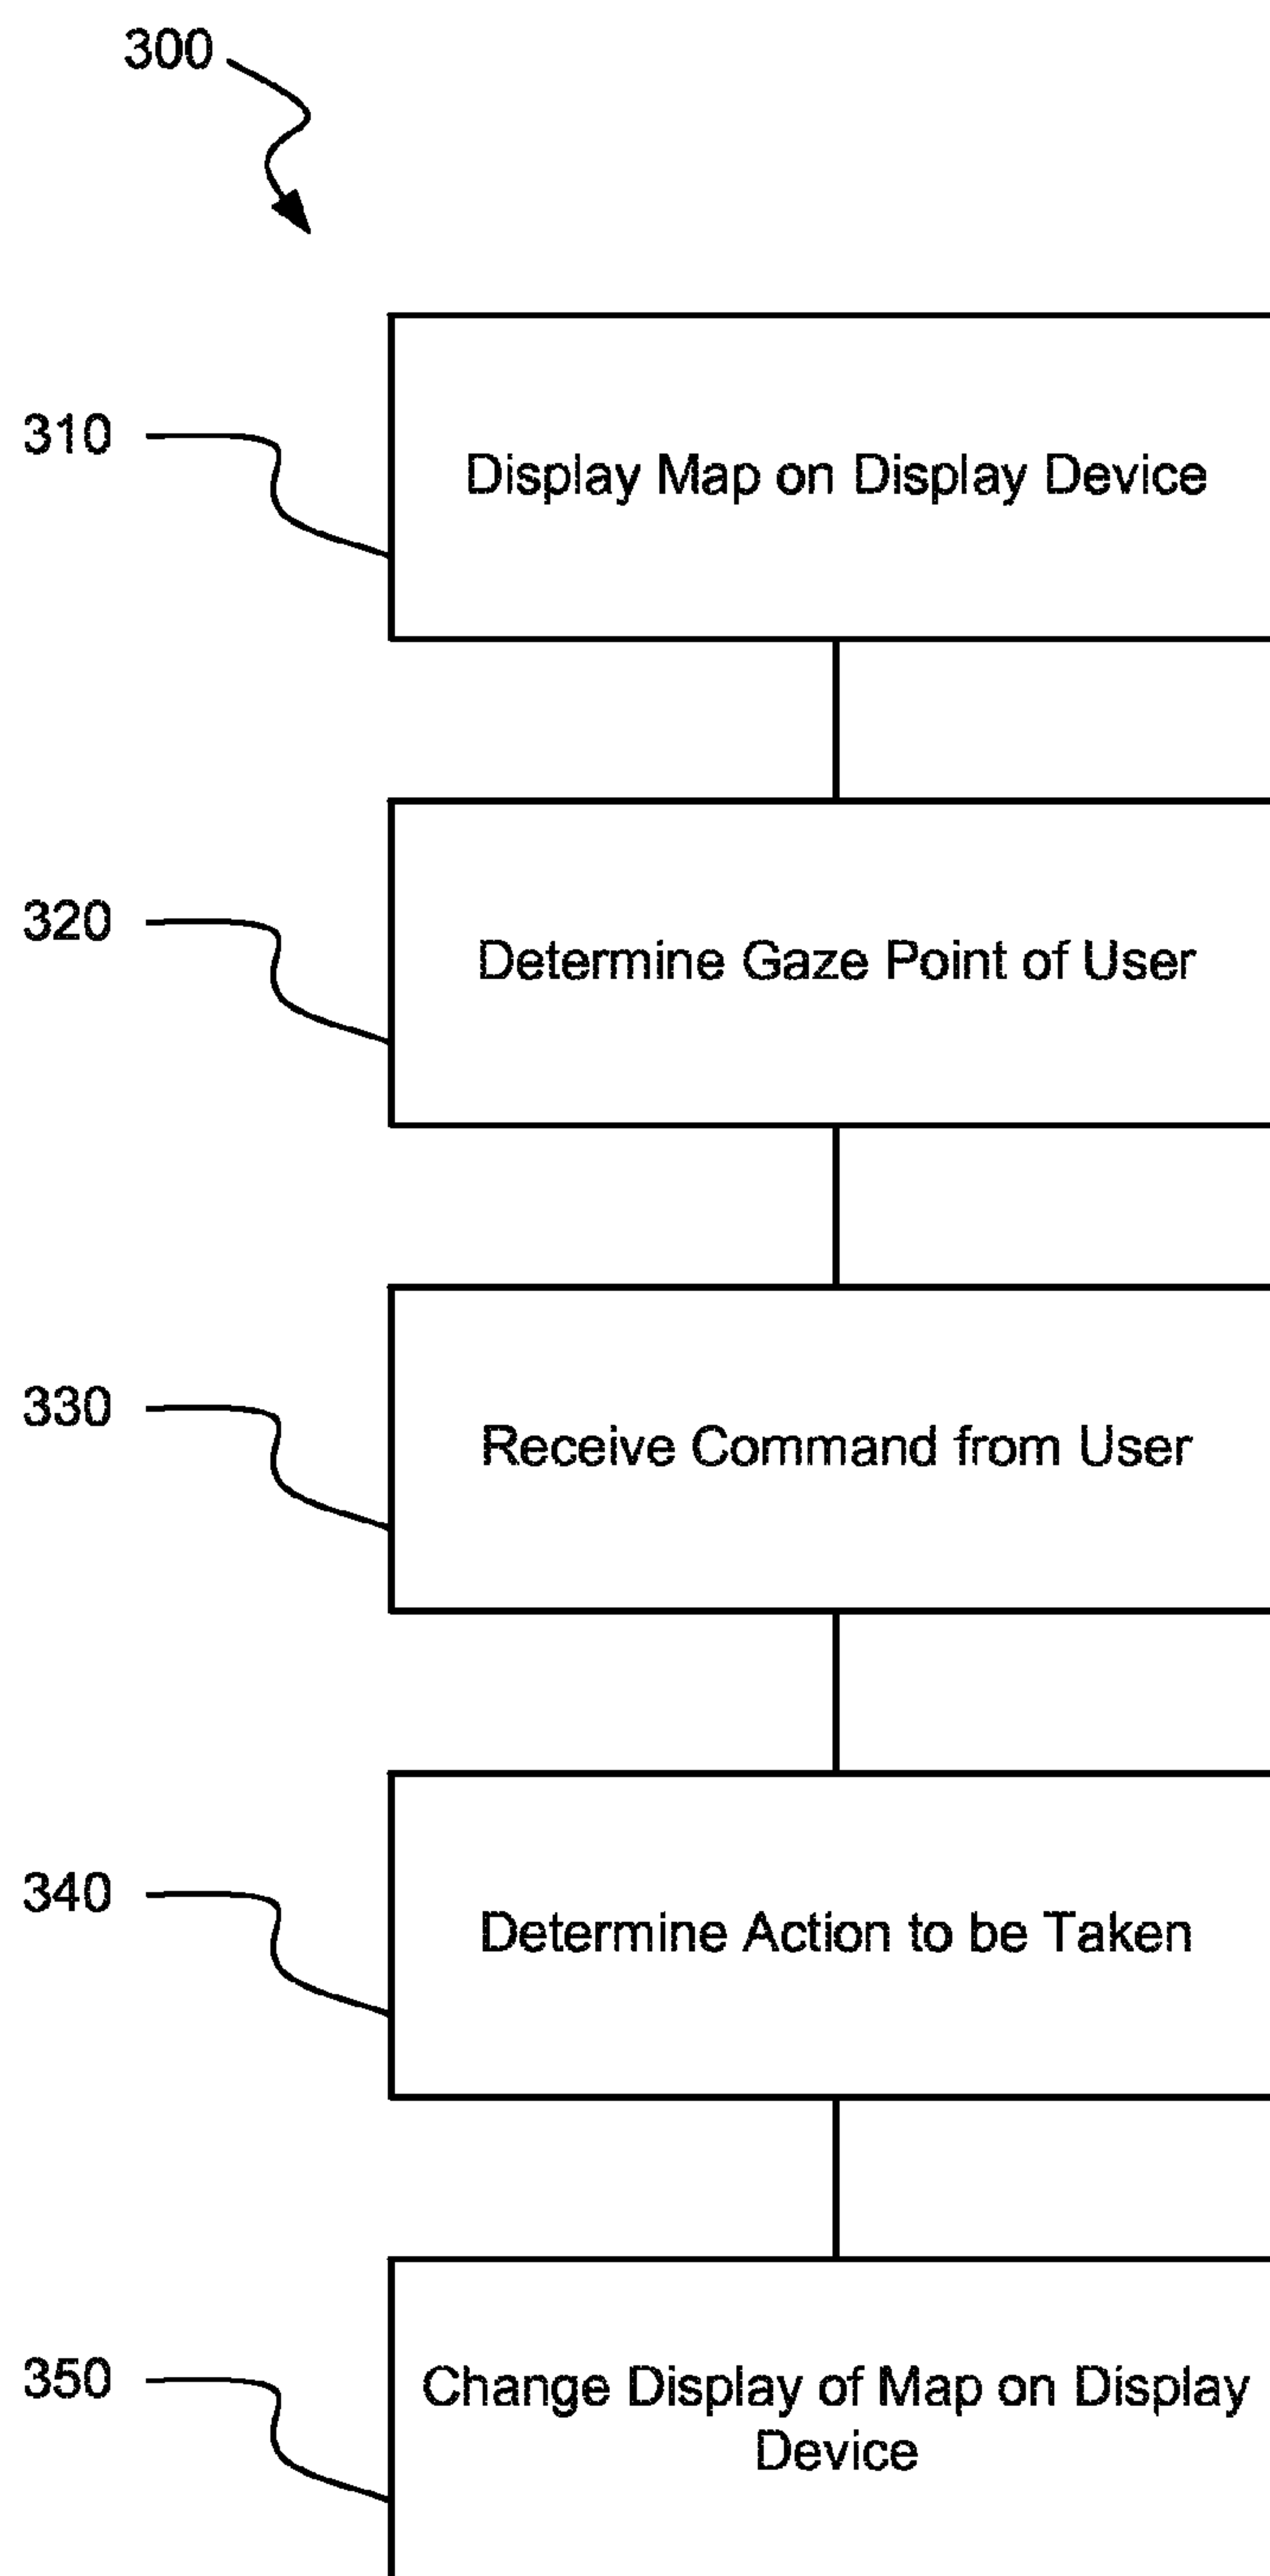 300
310
Display Map on Display Device
320
Determine Gaze Point of User
330
Receive Command from User
340
Determine Action to be Taken
350
Change Display of Map on Display
Device